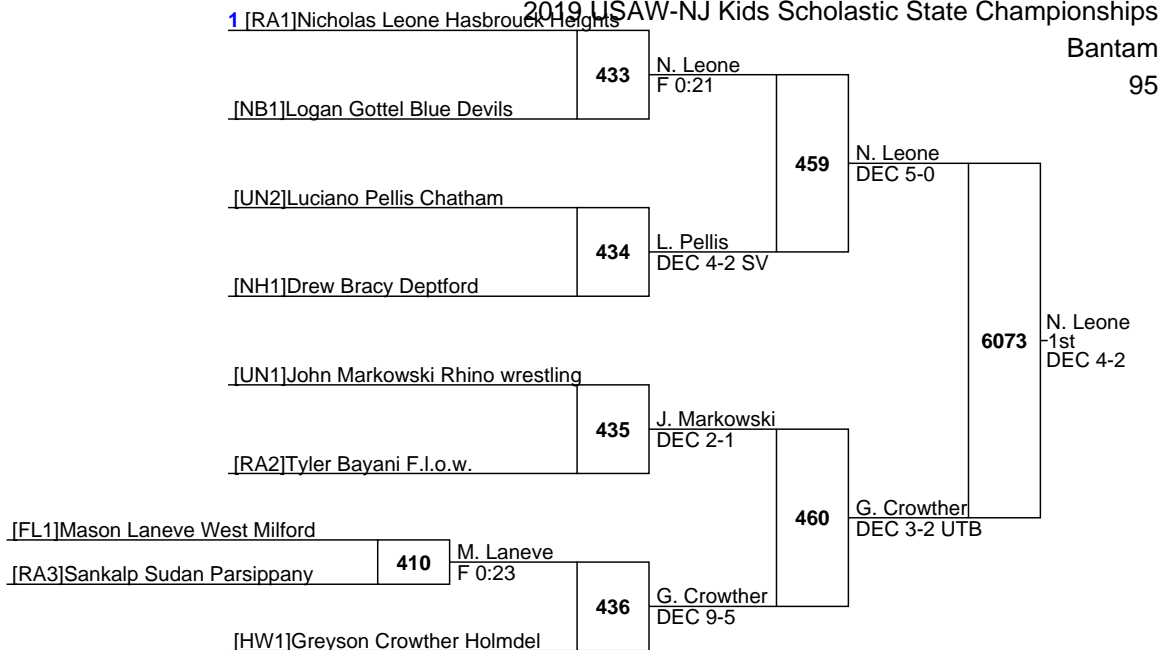 2019 USAW-NJ Kids Scholastic State Championships
Bantam
95
1 [RA1]Nicholas Leone Hasbrouck Heights
433
N. Leone
F 0:21
[NB1]Logan Gottel Blue Devils
459
N. Leone
DEC 5-0
[UN2]Luciano Pellis Chatham
434
L. Pellis
DEC 4-2 SV
[NH1]Drew Bracy Deptford
6073
N. Leone
1st
DEC 4-2
[UN1]John Markowski Rhino wrestling
435
J. Markowski
DEC 2-1
[RA2]Tyler Bayani F.l.o.w.
460
G. Crowther
DEC 3-2 UTB
[FL1]Mason Laneve West Milford
410
M. Laneve
F 0:23
[RA3]Sankalp Sudan Parsippany
436
G. Crowther
DEC 9-5
[HW1]Greyson Crowther Holmdel